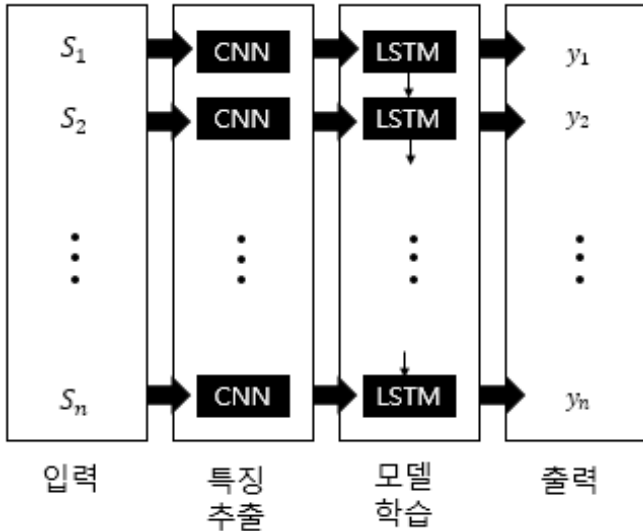 S₁ CNN LSTM y₁
S₂ CNN LSTM y₂
Sₙ CNN LSTM yₙ
입력 특징 추출 모델 학습 출력